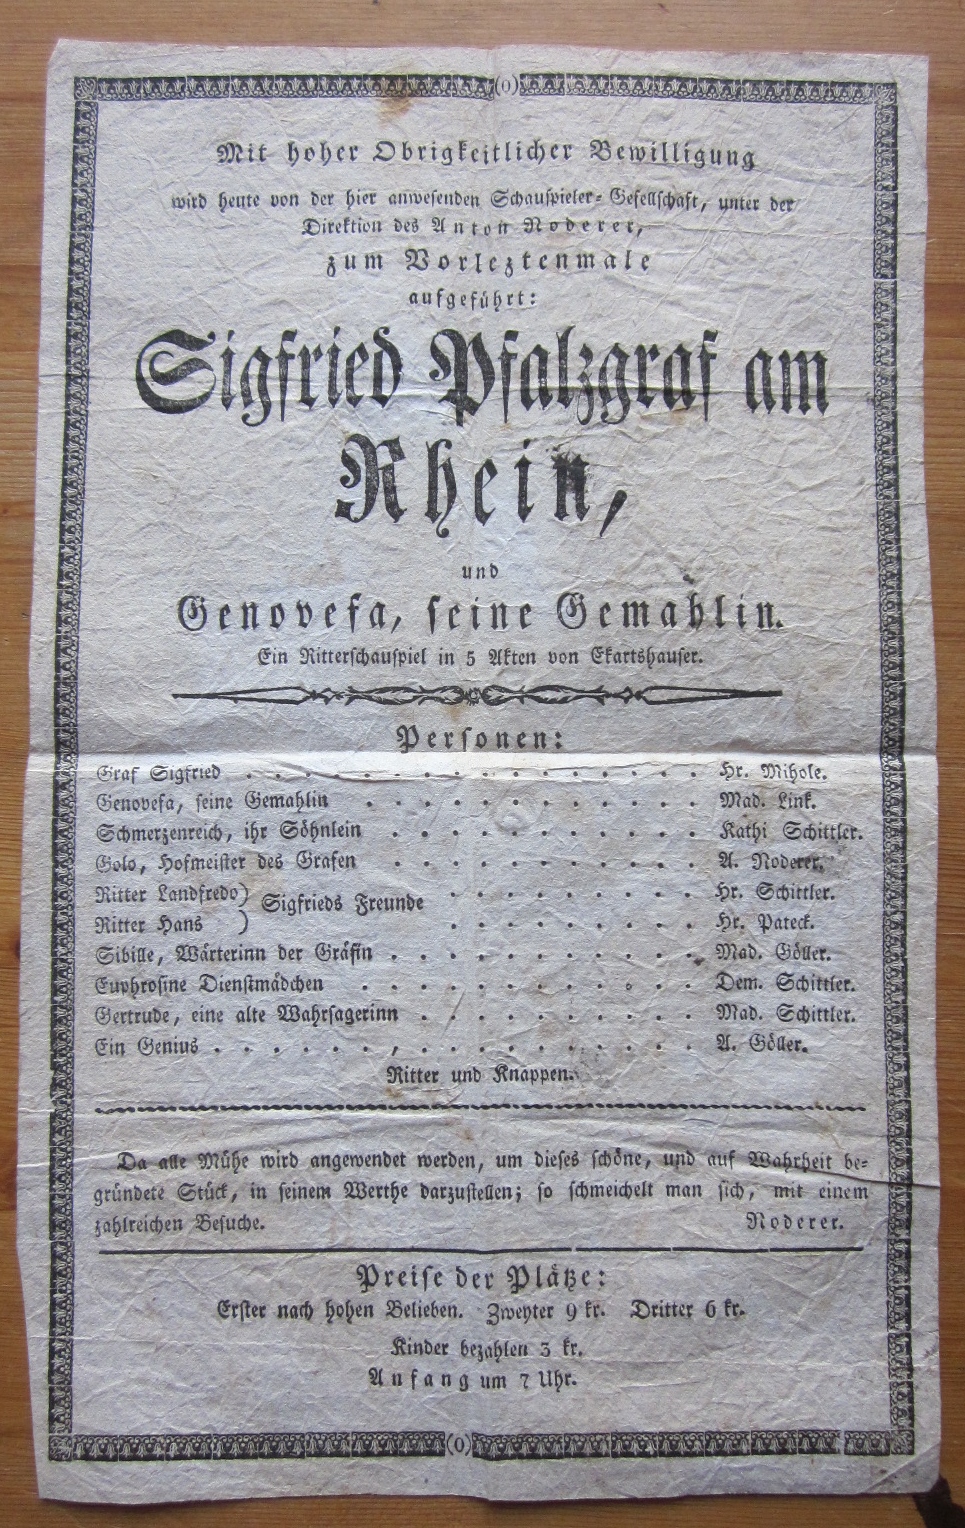 (o)
Mit hoher Obrigkeitlicher Bewilligung
wird heute von der hier anwesenden Schauspieler-Gesellschaft, unter der
Direktion des Anton Roderer,
zum Vorleztenmale
aufgeführt:
Sigfried Pfalzgraf am
Rhein,
und
Genovefa, seine Gemahlin.
Ein Ritterschauspiel in 5 Akten von Ekartshauser.
Personen:
Graf Sigfried . . . . . . . . . . . . . . . Hr. Mihole.
Genovefa, seine Gemahlin . . . . . . . . . . . . Mad. Link.
Schmerzenreich, ihr Söhnlein . . . . . . . . . . . Kathi Schittler.
Golo, Hofmeister des Grafen . . . . . . . . . . . A. Roderer.
Ritter Landfredo) Sigfrieds Freunde . . . . . . . . . Hr. Schittler.
Ritter Hans ) . . . . . . . . . Hr. Pateck.
Sibille, Wärterinn der Gräfin . . . . . . . . . . . Mad. Göller.
Euphrosine Dienstmädchen . . . . . . . . . . . . Dem. Schittler.
Gertrude, eine alte Wahrsagerinn . . . . . . . . . . Mad. Schittler.
Ein Genius . . . . . . , . . . . . . . . . . A. Göller.
Ritter und Knappen.
Da alle Mühe wird angewendet werden, um dieses schöne, und auf Wahrheit be-
gründete Stück, in seinem Werthe darzustellen; so schmeichelt man sich, mit einem
zahlreichen Besuche. Roderer.
Preise der Plätze:
Erster nach hohen Belieben. Zweyter 9 kr. Dritter 6 kr.
Kinder bezahlen 3 kr.
Anfang um 7 Uhr.
(o)